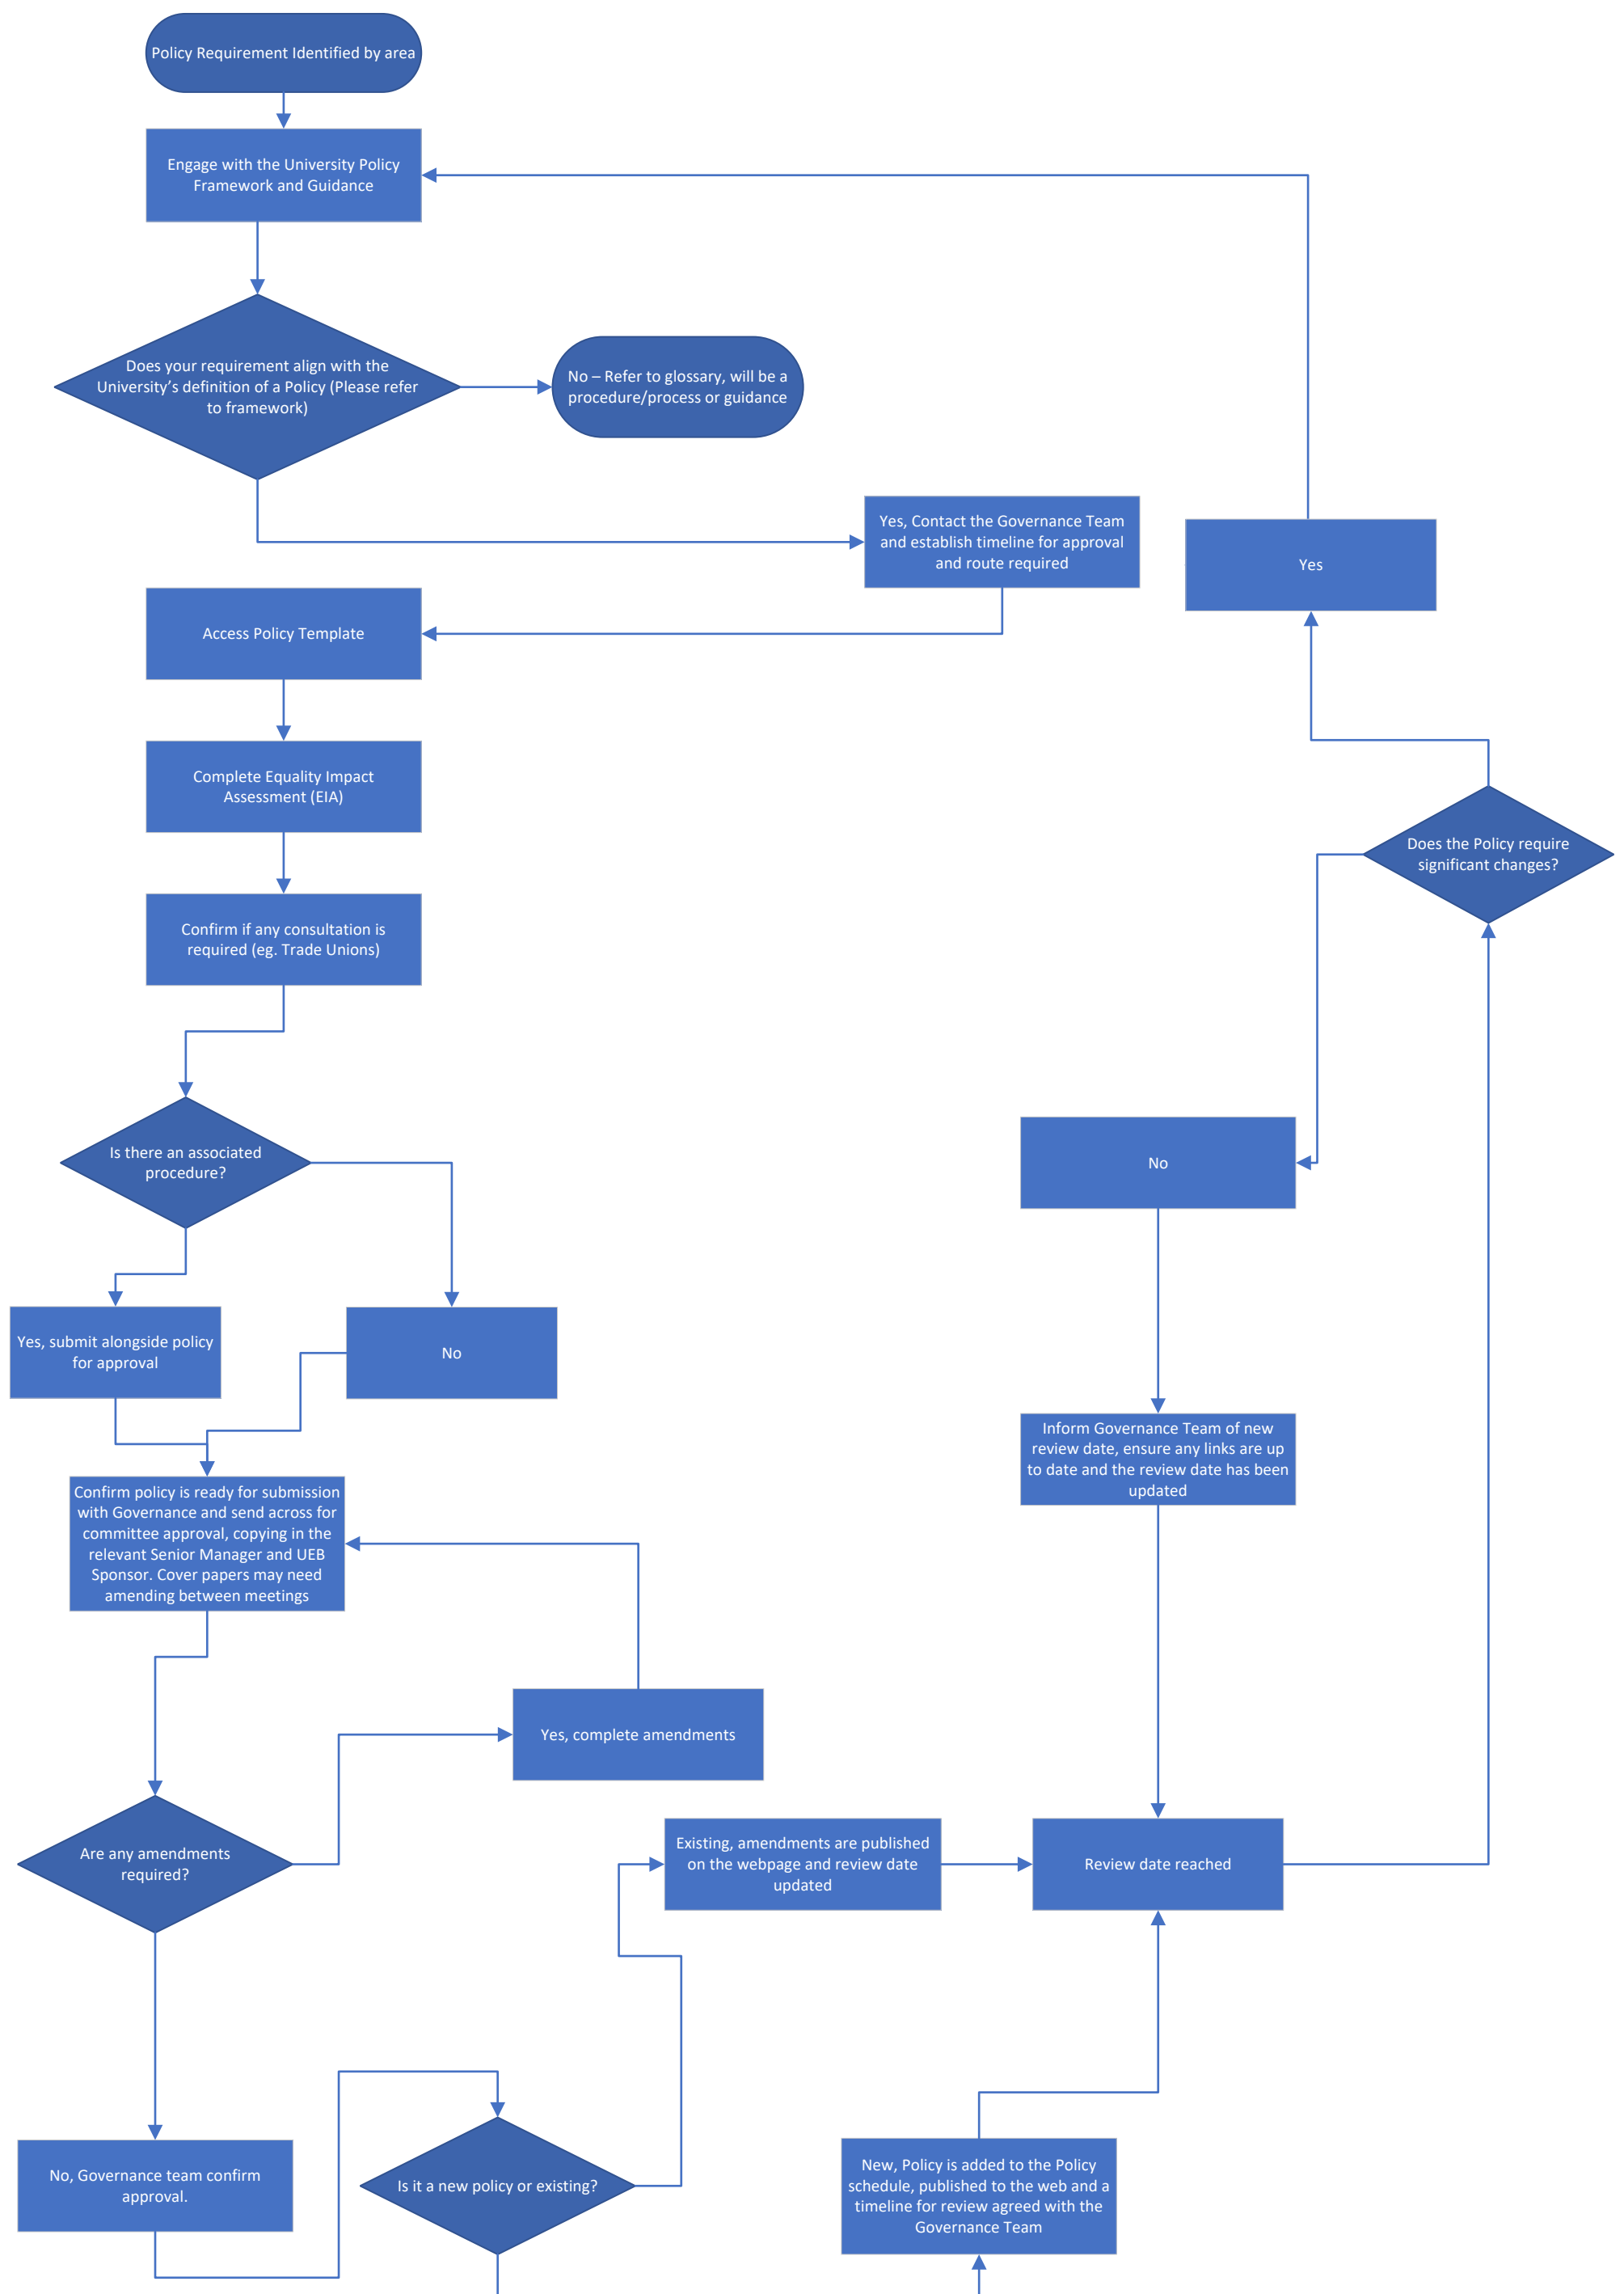 Policy Requirement Identified by area
Engage with the University Policy
Framework and Guidance
Does your requirement align with the
University’s definition of a Policy (Please refer
to framework)
No – Refer to glossary, will be a
procedure/process or guidance
Yes, Contact the Governance Team
and establish timeline for approval
and route required
Yes
Access Policy Template
Complete Equality Impact
Assessment (EIA)
Does the Policy require
significant changes?
Confirm if any consultation is
required (eg. Trade Unions)
Is there an associated
procedure?
No
Yes, submit alongside policy
for approval
No
Inform Governance Team of new
review date, ensure any links are up
to date and the review date has been
updated
Confirm policy is ready for submission
with Governance and send across for
committee approval, copying in the
relevant Senior Manager and UEB
Sponsor. Cover papers may need
amending between meetings
Yes, complete amendments
Are any amendments
required?
Existing, amendments are published
on the webpage and review date
updated
Review date reached
No, Governance team confirm
approval.
Is it a new policy or existing?
New, Policy is added to the Policy
schedule, published to the web and a
timeline for review agreed with the
Governance Team